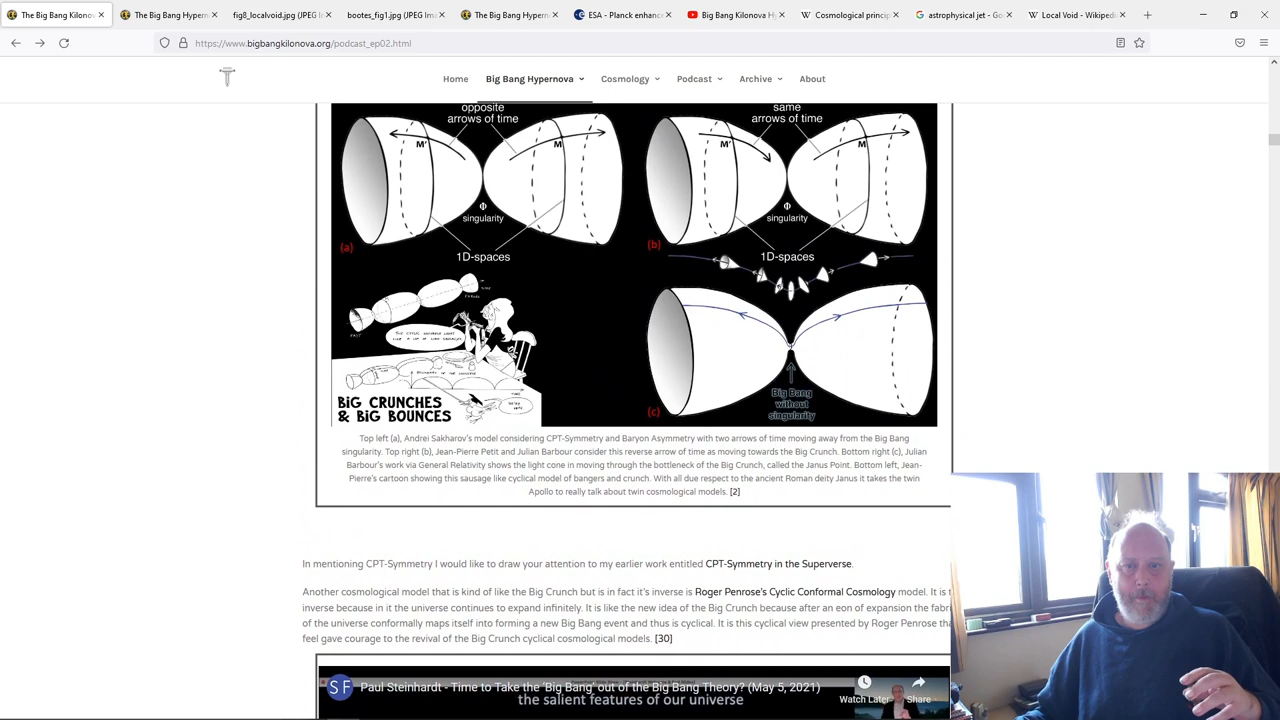 The Big Bang Kilonov
The Big Bang Hypern
fig8_localvoid.jpg (JPEG I
bootes_fig1.jpg (JPEG Ima
The Big Bang Hypern
ESA - Planck enhance
Big Bang Kilonova Hy
Cosmological princip
astrophysical jet - Go
Local Void - Wikiped
https://www.bigbangkilonova.org/podcast_ep02.html
Home
Big Bang Hypernova
Cosmology
Podcast
Archive
About
opposite
arrows of time
M'
M
Φ
singularity
(a)
1D-spaces
same
arrows of time
M'
M
Φ
singularity
(b)
1D-spaces
BIG CRUNCHES
& BIG BOUNCES
(c)
Big Bang
without
singularity
Top left (a), Andrei Sakharov's model considering CPT-Symmetry and Baryon Asymmetry with two arrows of time moving away from the Big Bang
singularity. Top right (b), Jean-Pierre Petit and Julian Barbour consider this reverse arrow of time as moving towards the Big Crunch. Bottom right (c), Julian
Barbour's work via General Relativity shows the light cone in moving through the bottleneck of the Big Crunch, called the Janus Point. Bottom left, Jean-
Pierre's cartoon showing this sausage like cyclical model of bangers and crunch. With all due respect to the ancient Roman deity Janus it takes the twin
Apollo to really talk about twin cosmological models. [2]
In mentioning CPT-Symmetry I would like to draw your attention to my earlier work entitled CPT-Symmetry in the Superverse.
Another cosmological model that is kind of like the Big Crunch but is in fact it's inverse is Roger Penrose's Cyclic Conformal Cosmology model. It is t
inverse because in it the universe continues to expand infinitely. It is like the new idea of the Big Crunch because after an eon of expansion the fabri
of the universe conformally maps itself into forming a new Big Bang event and thus is cyclical. It is this cyclical view presented by Roger Penrose tha
feel gave courage to the revival of the Big Crunch cyclical cosmological models. [30]
SF
Paul Steinhardt - Time to Take the 'Big Bang' out of the Big Bang Theory? (May 5, 2021)
the salient features of our universe
Watch Later
Share